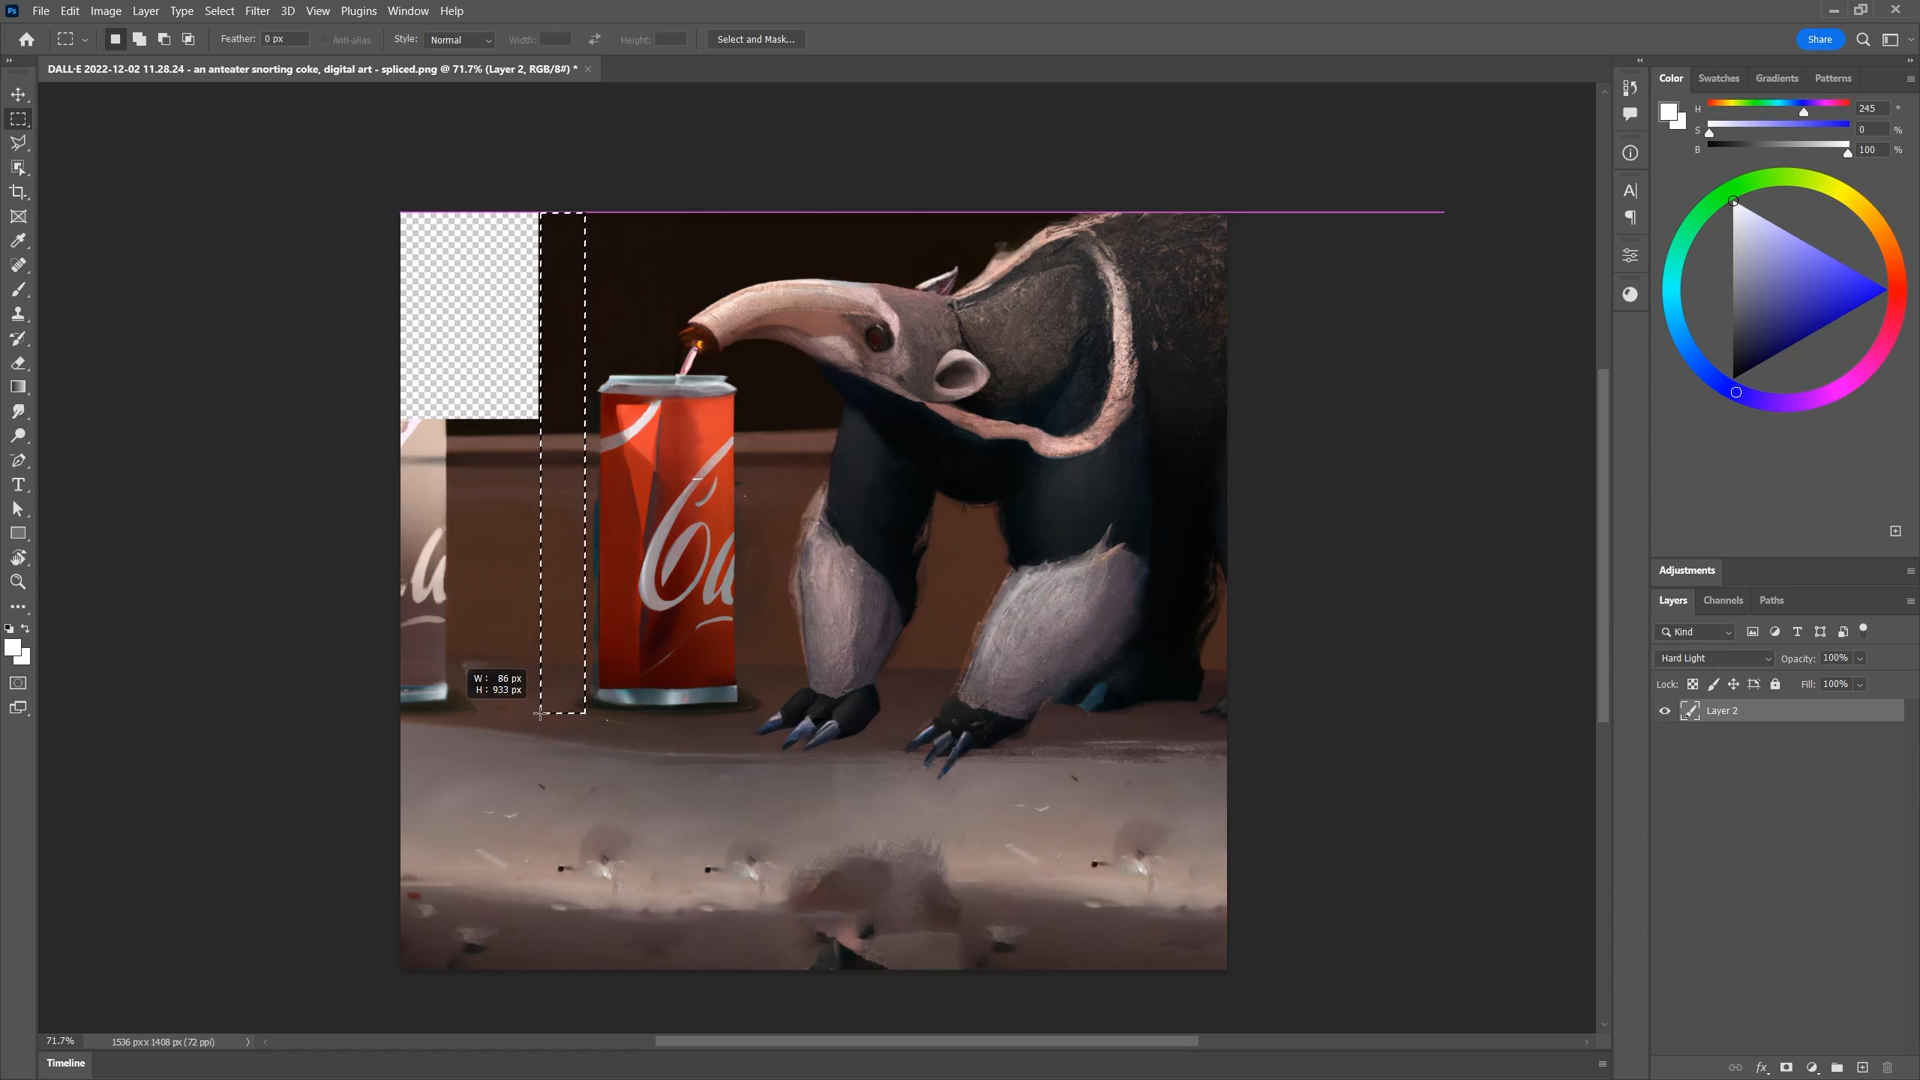 Ps File Edit Image Layer Type Select Filter 3D View Plugins Window Help
Feather: 0 px Anti-alias Style: Normal Width: Height: Select and Mask... Share
DALL·E 2022-12-02 11.28.24 - an anteater snorting coke, digital art - spliced.png @ 71.7% (Layer 2, RGB/8#) * ×
Color Swatches Gradients Patterns
H 245 °
S 0 %
B 100 %
W: 86 px
H: 933 px
Adjustments
Layers Channels Paths
Kind
Hard Light Opacity: 100%
Lock: Fill: 100%
Layer 2
71.7% 1536 px x 1408 px (72 ppi)
Timeline